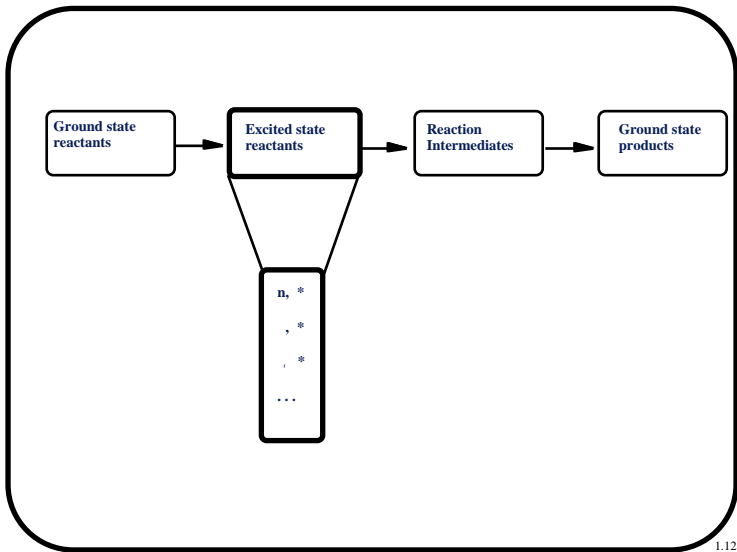 Ground state
reactants
Excited state
reactants
Reaction
Intermediates
Ground state
products
n, *
, *
, *
...
1.12